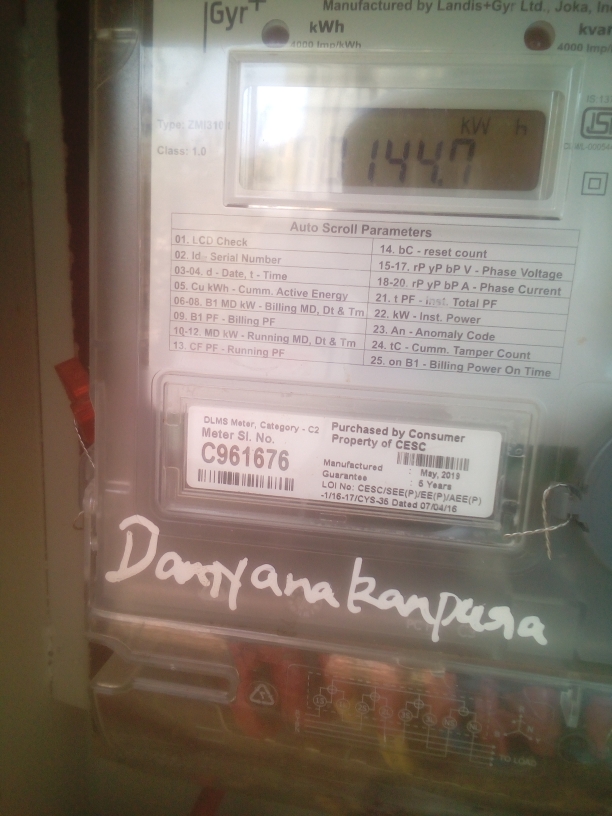 Gyr+
Manufactured by Landis+Gyr Ltd., Joka,
kWh
4000 Imp/kWh
4000 Imp/
kW h
144.7
Class: 1.0
Auto Scroll Parameters
01. LCD Check
02. Id - Serial Number
03-04. d - Date, t - Time
05. Cu kWh - Cumm. Active Energy
06-08. B1 MD kW - Billing MD, Dt & Tm
09. B1 PF - Billing PF
10-12. MD kW - Running MD, Dt & Tm
13. CF PF - Running PF
14. bC - reset count
15-17. rP yP bP V - Phase Voltage
18-20. rP yP bP A - Phase Current
21. t PF - Inst. Total PF
22. kW - Inst. Power
23. An - Anomaly Code
24. tC - Cumm. Tamper Count
25. on B1 - Billing Power On Time
DLMS Meter, Category - C2
Meter Sl. No.
C961676
Purchased by Consumer
Property of CESC
Manufactured : May, 2019
Guarantee : 5 Years
LOI No: CESC/SEE(P)/EE(P)/AEE(P)
-1/16-17/CYS-36 Dated 07/04/16
Dantyanakanpura
TO LOAD